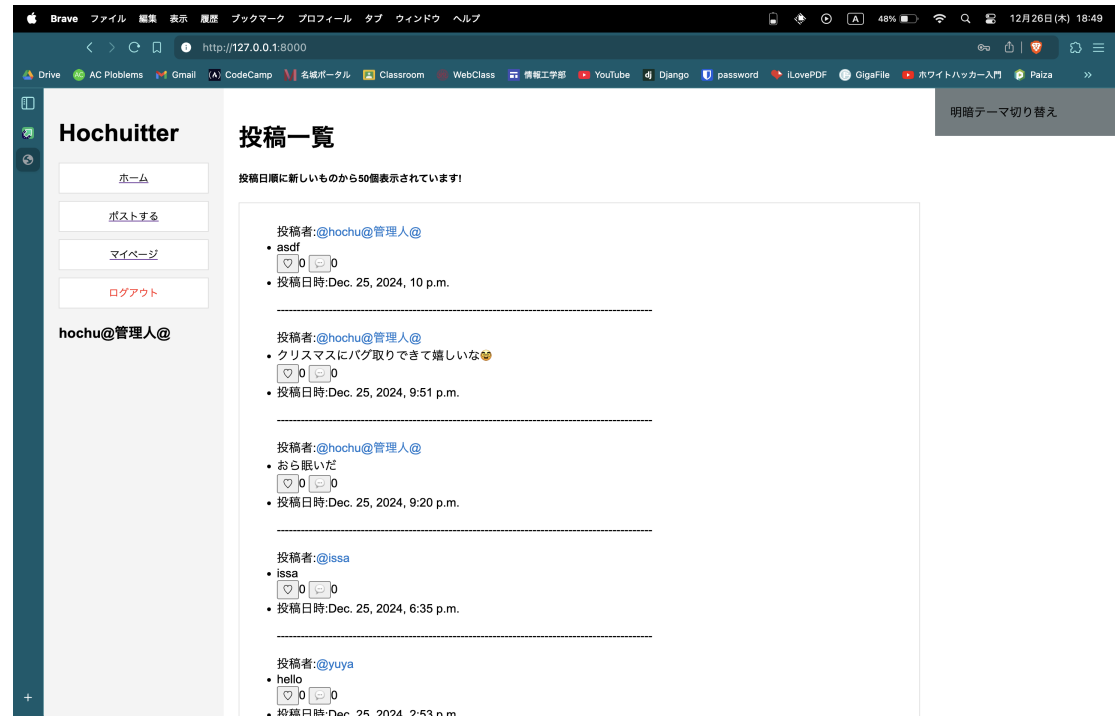 Brave ファイル 編集 表示 履歴 ブックマーク プロフィール タブ ウィンドウ ヘルプ A 48% 12月26日(木) 18:49
http://127.0.0.1:8000
Drive AC Ploblems Gmail CodeCamp 名城ポータル Classroom WebClass 情報工学部 YouTube dj Django password iLovePDF GigaFile ホワイトハッカー入門 Paiza »
明暗テーマ切り替え
Hochuitter
ホーム
ポストする
マイページ
ログアウト
hochu@管理人@
投稿一覧
投稿日順に新しいものから50個表示されています!
投稿者:@hochu@管理人@
• asdf
♡ 0 💬 0
• 投稿日時:Dec. 25, 2024, 10 p.m.
----------------------------------------------------------------------------------------------
投稿者:@hochu@管理人@
• クリスマスにバグ取りできて嬉しいな😆
♡ 0 💬 0
• 投稿日時:Dec. 25, 2024, 9:51 p.m.
----------------------------------------------------------------------------------------------
投稿者:@hochu@管理人@
• おら眠いだ
♡ 0 💬 0
• 投稿日時:Dec. 25, 2024, 9:20 p.m.
----------------------------------------------------------------------------------------------
投稿者:@issa
• issa
♡ 0 💬 0
• 投稿日時:Dec. 25, 2024, 6:35 p.m.
----------------------------------------------------------------------------------------------
投稿者:@yuya
• hello
♡ 0 💬 0
• 投稿日時:Dec. 25, 2024, 2:53 p.m.